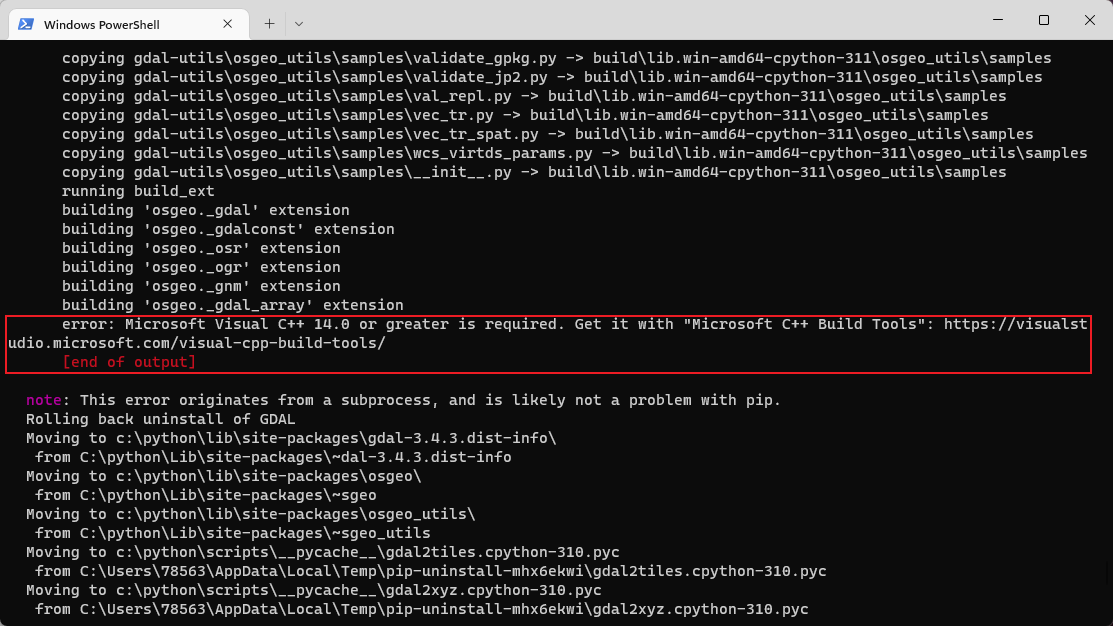 Windows PowerShell
copying gdal-utils\osgeo_utils\samples\validate_gpkg.py -> build\lib.win-amd64-cpython-311\osgeo_utils\samples
copying gdal-utils\osgeo_utils\samples\validate_jp2.py -> build\lib.win-amd64-cpython-311\osgeo_utils\samples
copying gdal-utils\osgeo_utils\samples\val_repl.py -> build\lib.win-amd64-cpython-311\osgeo_utils\samples
copying gdal-utils\osgeo_utils\samples\vec_tr.py -> build\lib.win-amd64-cpython-311\osgeo_utils\samples
copying gdal-utils\osgeo_utils\samples\vec_tr_spat.py -> build\lib.win-amd64-cpython-311\osgeo_utils\samples
copying gdal-utils\osgeo_utils\samples\wcs_virtds_params.py -> build\lib.win-amd64-cpython-311\osgeo_utils\samples
copying gdal-utils\osgeo_utils\samples\__init__.py -> build\lib.win-amd64-cpython-311\osgeo_utils\samples
running build_ext
building 'osgeo._gdal' extension
building 'osgeo._gdalconst' extension
building 'osgeo._osr' extension
building 'osgeo._ogr' extension
building 'osgeo._gnm' extension
building 'osgeo._gdal_array' extension
error: Microsoft Visual C++ 14.0 or greater is required. Get it with "Microsoft C++ Build Tools": https://visualst
udio.microsoft.com/visual-cpp-build-tools/
[end of output]
note: This error originates from a subprocess, and is likely not a problem with pip.
Rolling back uninstall of GDAL
Moving to c:\python\lib\site-packages\gdal-3.4.3.dist-info\
from C:\python\Lib\site-packages\~dal-3.4.3.dist-info
Moving to c:\python\lib\site-packages\osgeo\
from C:\python\Lib\site-packages\~sgeo
Moving to c:\python\lib\site-packages\osgeo_utils\
from C:\python\Lib\site-packages\~sgeo_utils
Moving to c:\python\scripts\__pycache__\gdal2tiles.cpython-310.pyc
from C:\Users\78563\AppData\Local\Temp\pip-uninstall-mhx6ekwi\gdal2tiles.cpython-310.pyc
Moving to c:\python\scripts\__pycache__\gdal2xyz.cpython-310.pyc
from C:\Users\78563\AppData\Local\Temp\pip-uninstall-mhx6ekwi\gdal2xyz.cpython-310.pyc